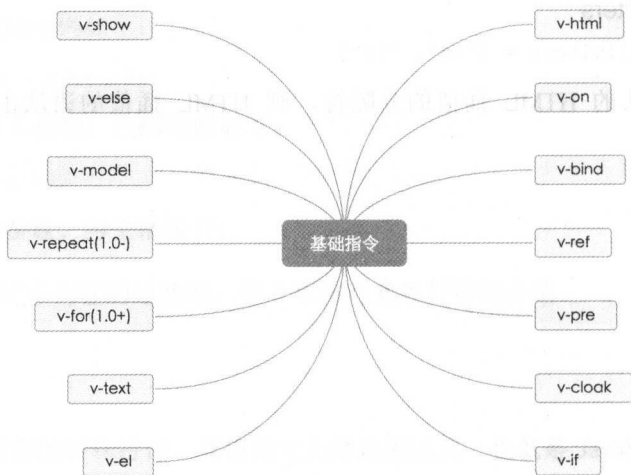 v-show
v-else
v-model
v-repeat(1.0-)
v-for(1.0+)
v-text
v-el
基础指令
v-html
v-on
v-bind
v-ref
v-pre
v-cloak
v-if